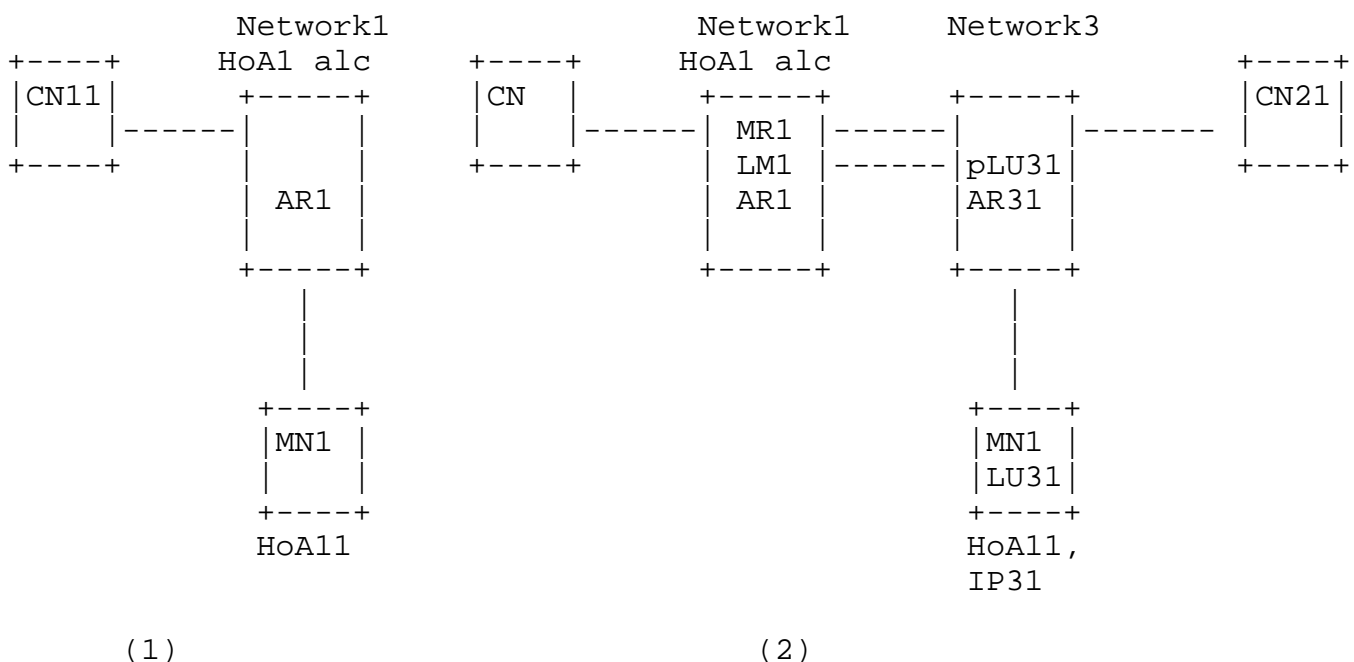 Network1 Network1 Network3
HoA1 alc HoA1 alc
CN11 CN CN21
MR1
LM1 pLU31
AR1 AR1 AR31
MN1 MN1
LU31
HoA11 HoA11,
IP31
(1) (2)